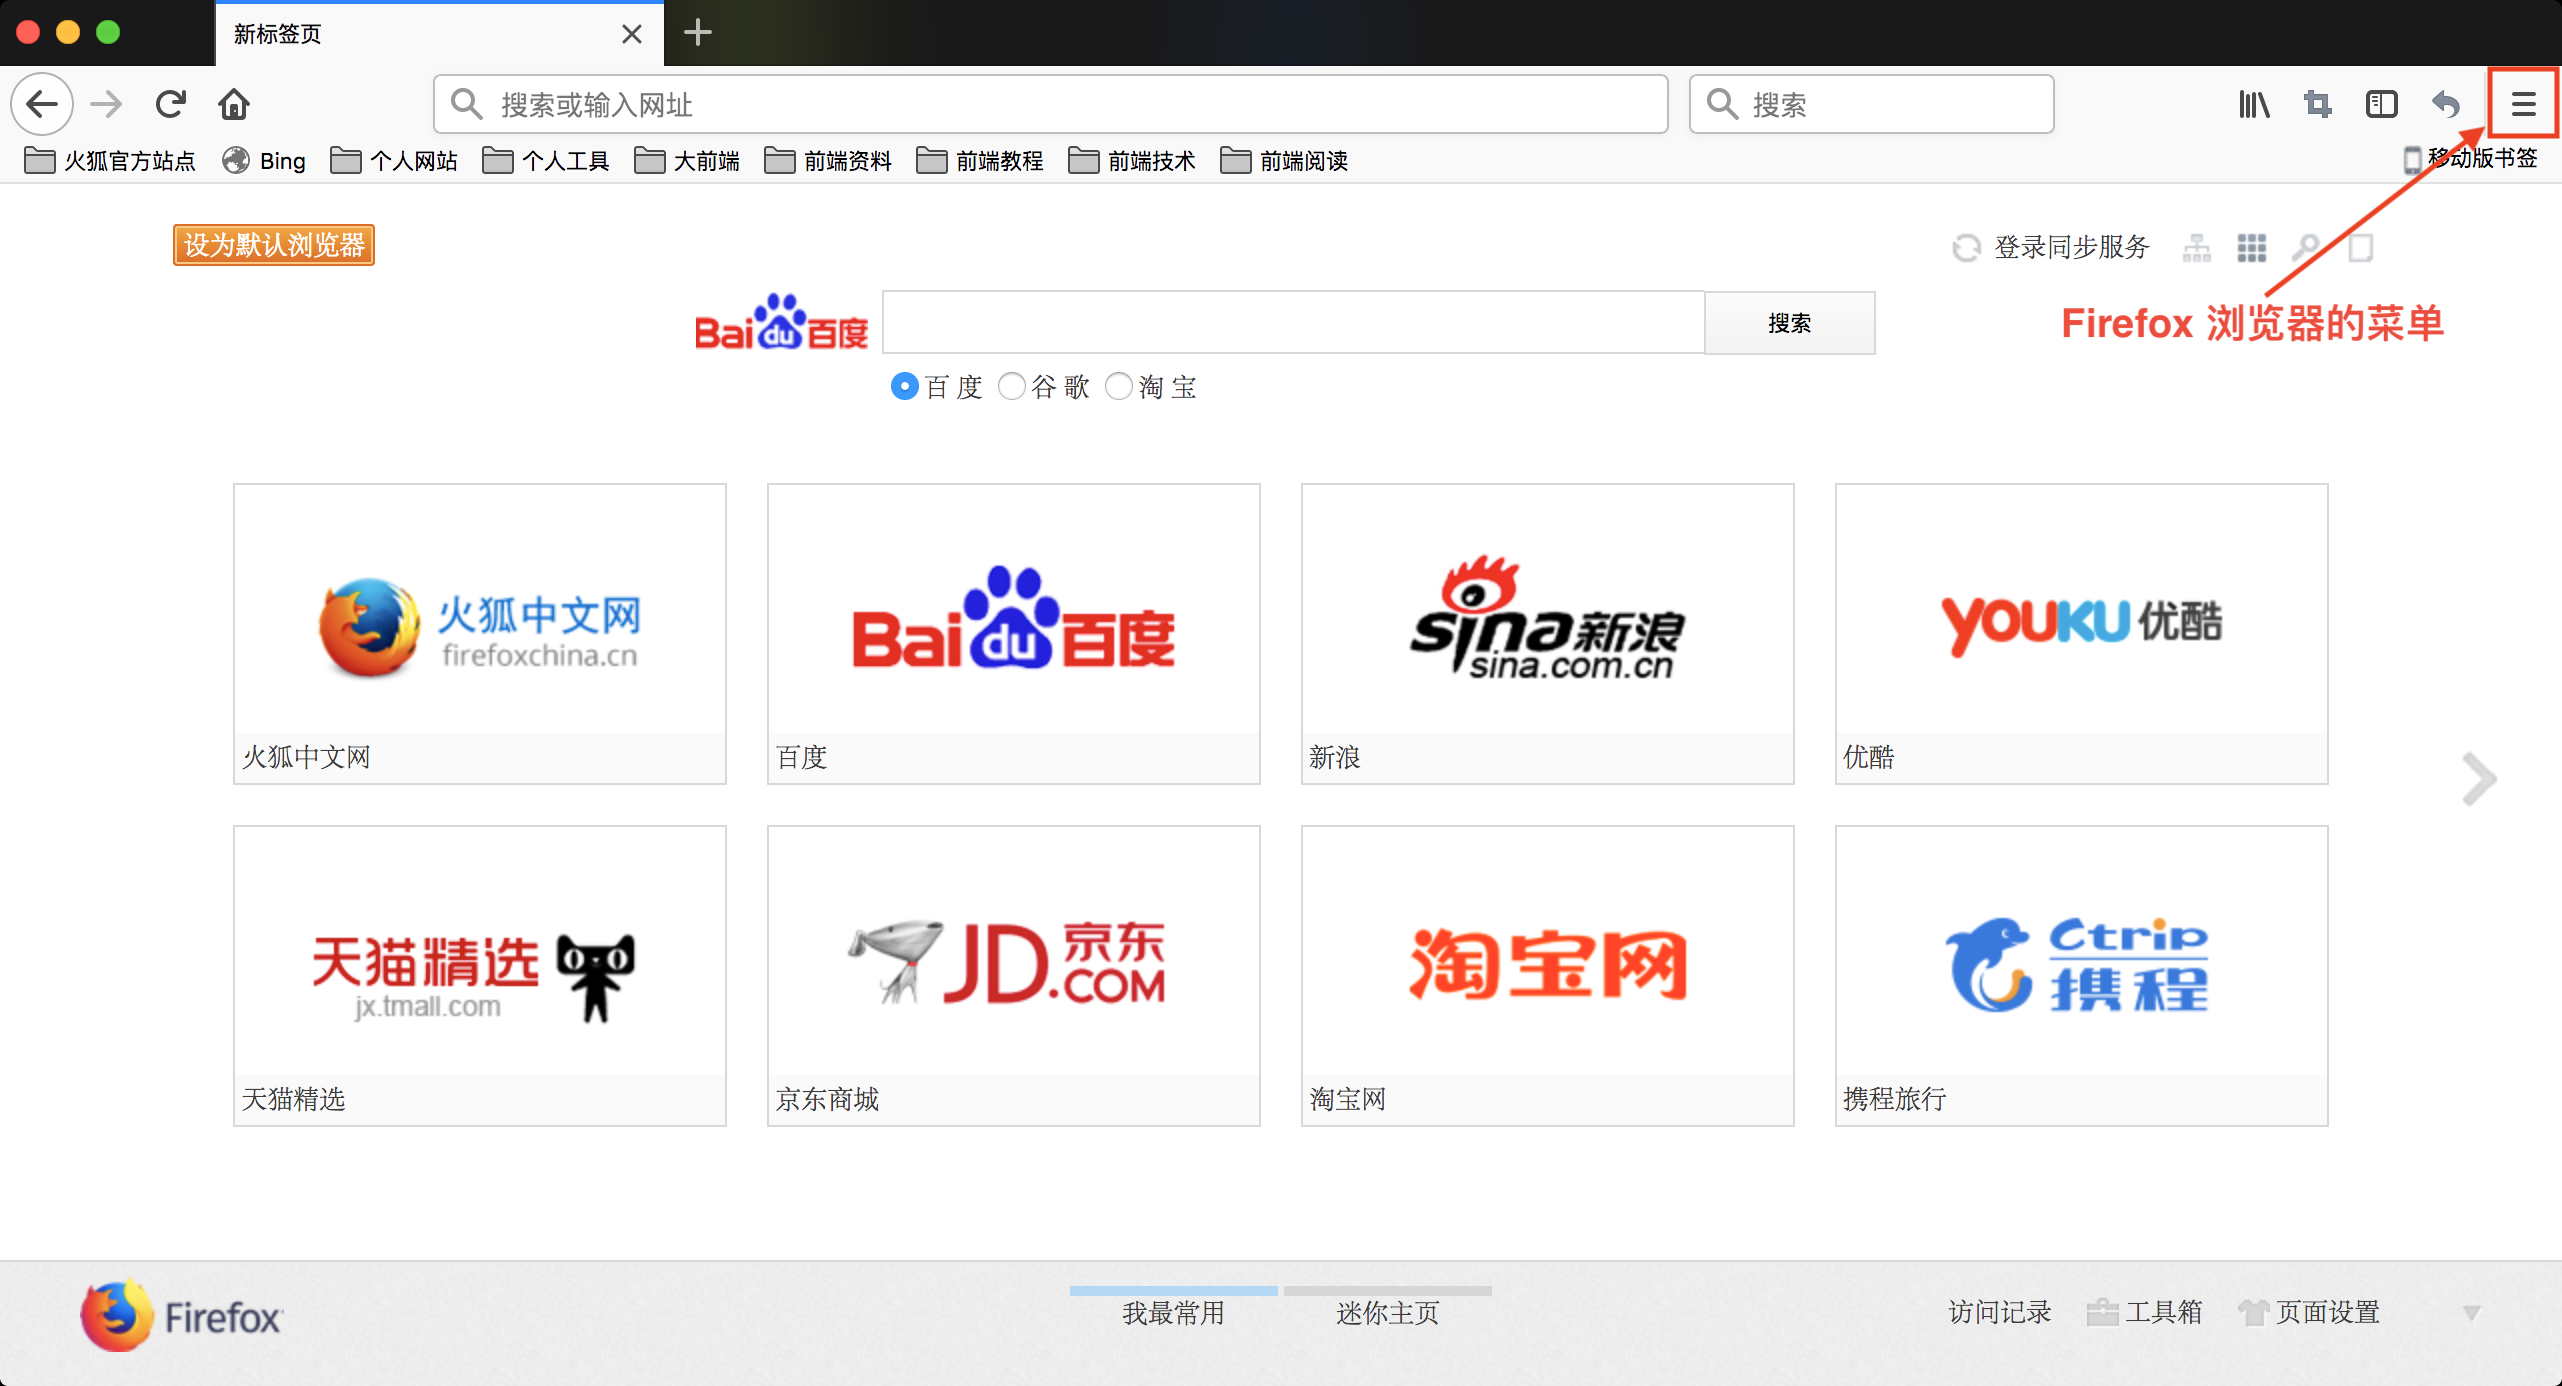 新标签页
搜索或输入网址
搜索
火狐官方站点
Bing
个人网站
个人工具
大前端
前端资料
前端教程
前端技术
前端阅读
移动版书签
设为默认浏览器
登录同步服务
Firefox 浏览器的菜单
Bai du 百度
搜索
百度
谷歌
淘宝
火狐中文网
firefoxchina.cn
火狐中文网
Bai du 百度
百度
sina新浪
sina.com.cn
新浪
YOUKU 优酷
优酷
天猫精选
jx.tmall.com
天猫精选
JD.COM 京东
京东商城
淘宝网
淘宝网
Ctrip
携程
携程旅行
Firefox
我最常用
迷你主页
访问记录
工具箱
页面设置